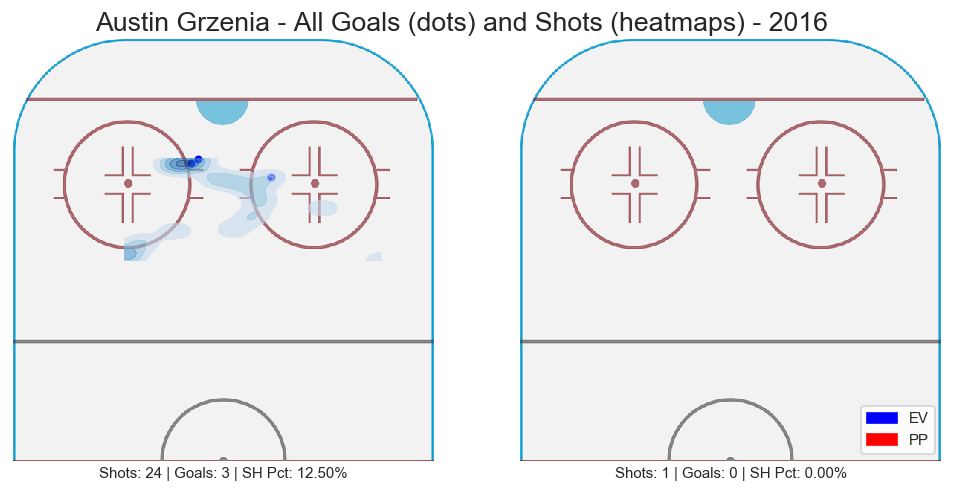 Austin Grzenia - All Goals (dots) and Shots (heatmaps) - 2016
EV
PP
Shots: 24 | Goals: 3 | SH Pct: 12.50%
Shots: 1 | Goals: 0 | SH Pct: 0.00%